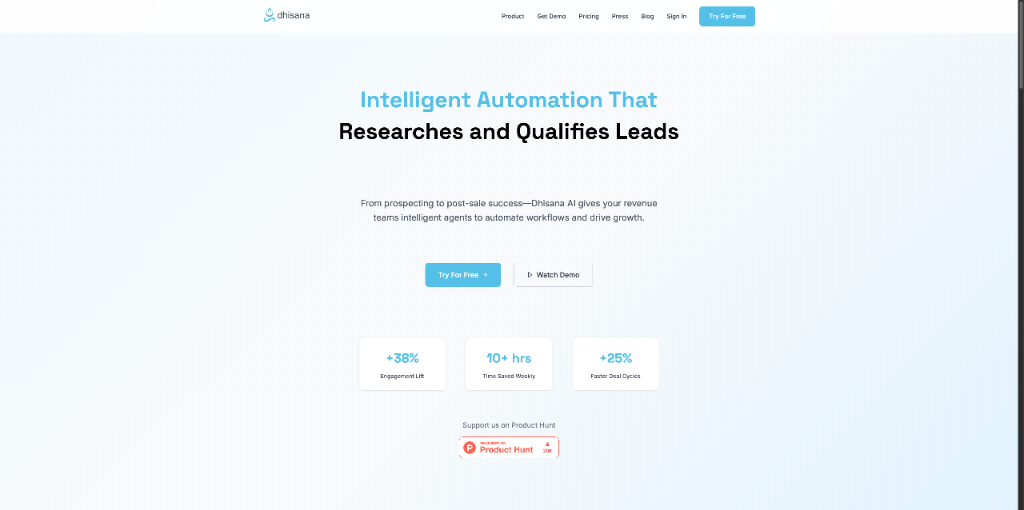 dhisana
Product Get Demo Pricing Press Blog Sign In Try For Free
Intelligent Automation That
Researches and Qualifies Leads
From prospecting to post-sale success—Dhisana AI gives your revenue
teams intelligent agents to automate workflows and drive growth.
Try For Free → Watch Demo
+38% 10+ hrs +25%
Engagement Lift Time Saved Weekly Faster Deal Cycles
Support us on Product Hunt
Product Hunt